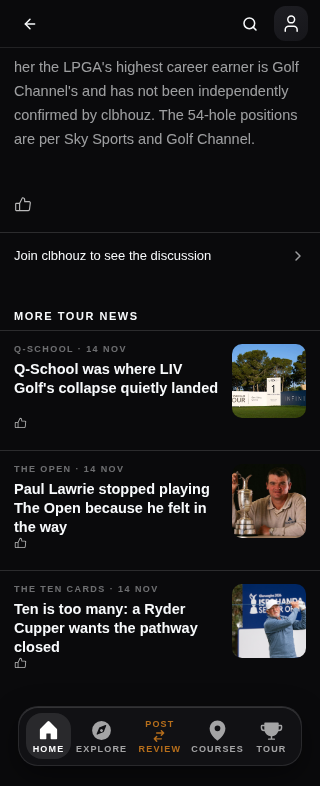 her the LPGA's highest career earner is Golf
Channel's and has not been independently
confirmed by clbhouz. The 54-hole positions
are per Sky Sports and Golf Channel.
Join clbhouz to see the discussion
MORE TOUR NEWS
Q-SCHOOL · 14 NOV
Q-School was where LIV
Golf's collapse quietly landed
1
THE OPEN · 14 NOV
Paul Lawrie stopped playing
The Open because he felt in
the way
THE TEN CARDS · 14 NOV
Ten is too many: a Ryder
Cupper wants the pathway
closed
HOME
EXPLORE
POST
REVIEW
COURSES
TOUR